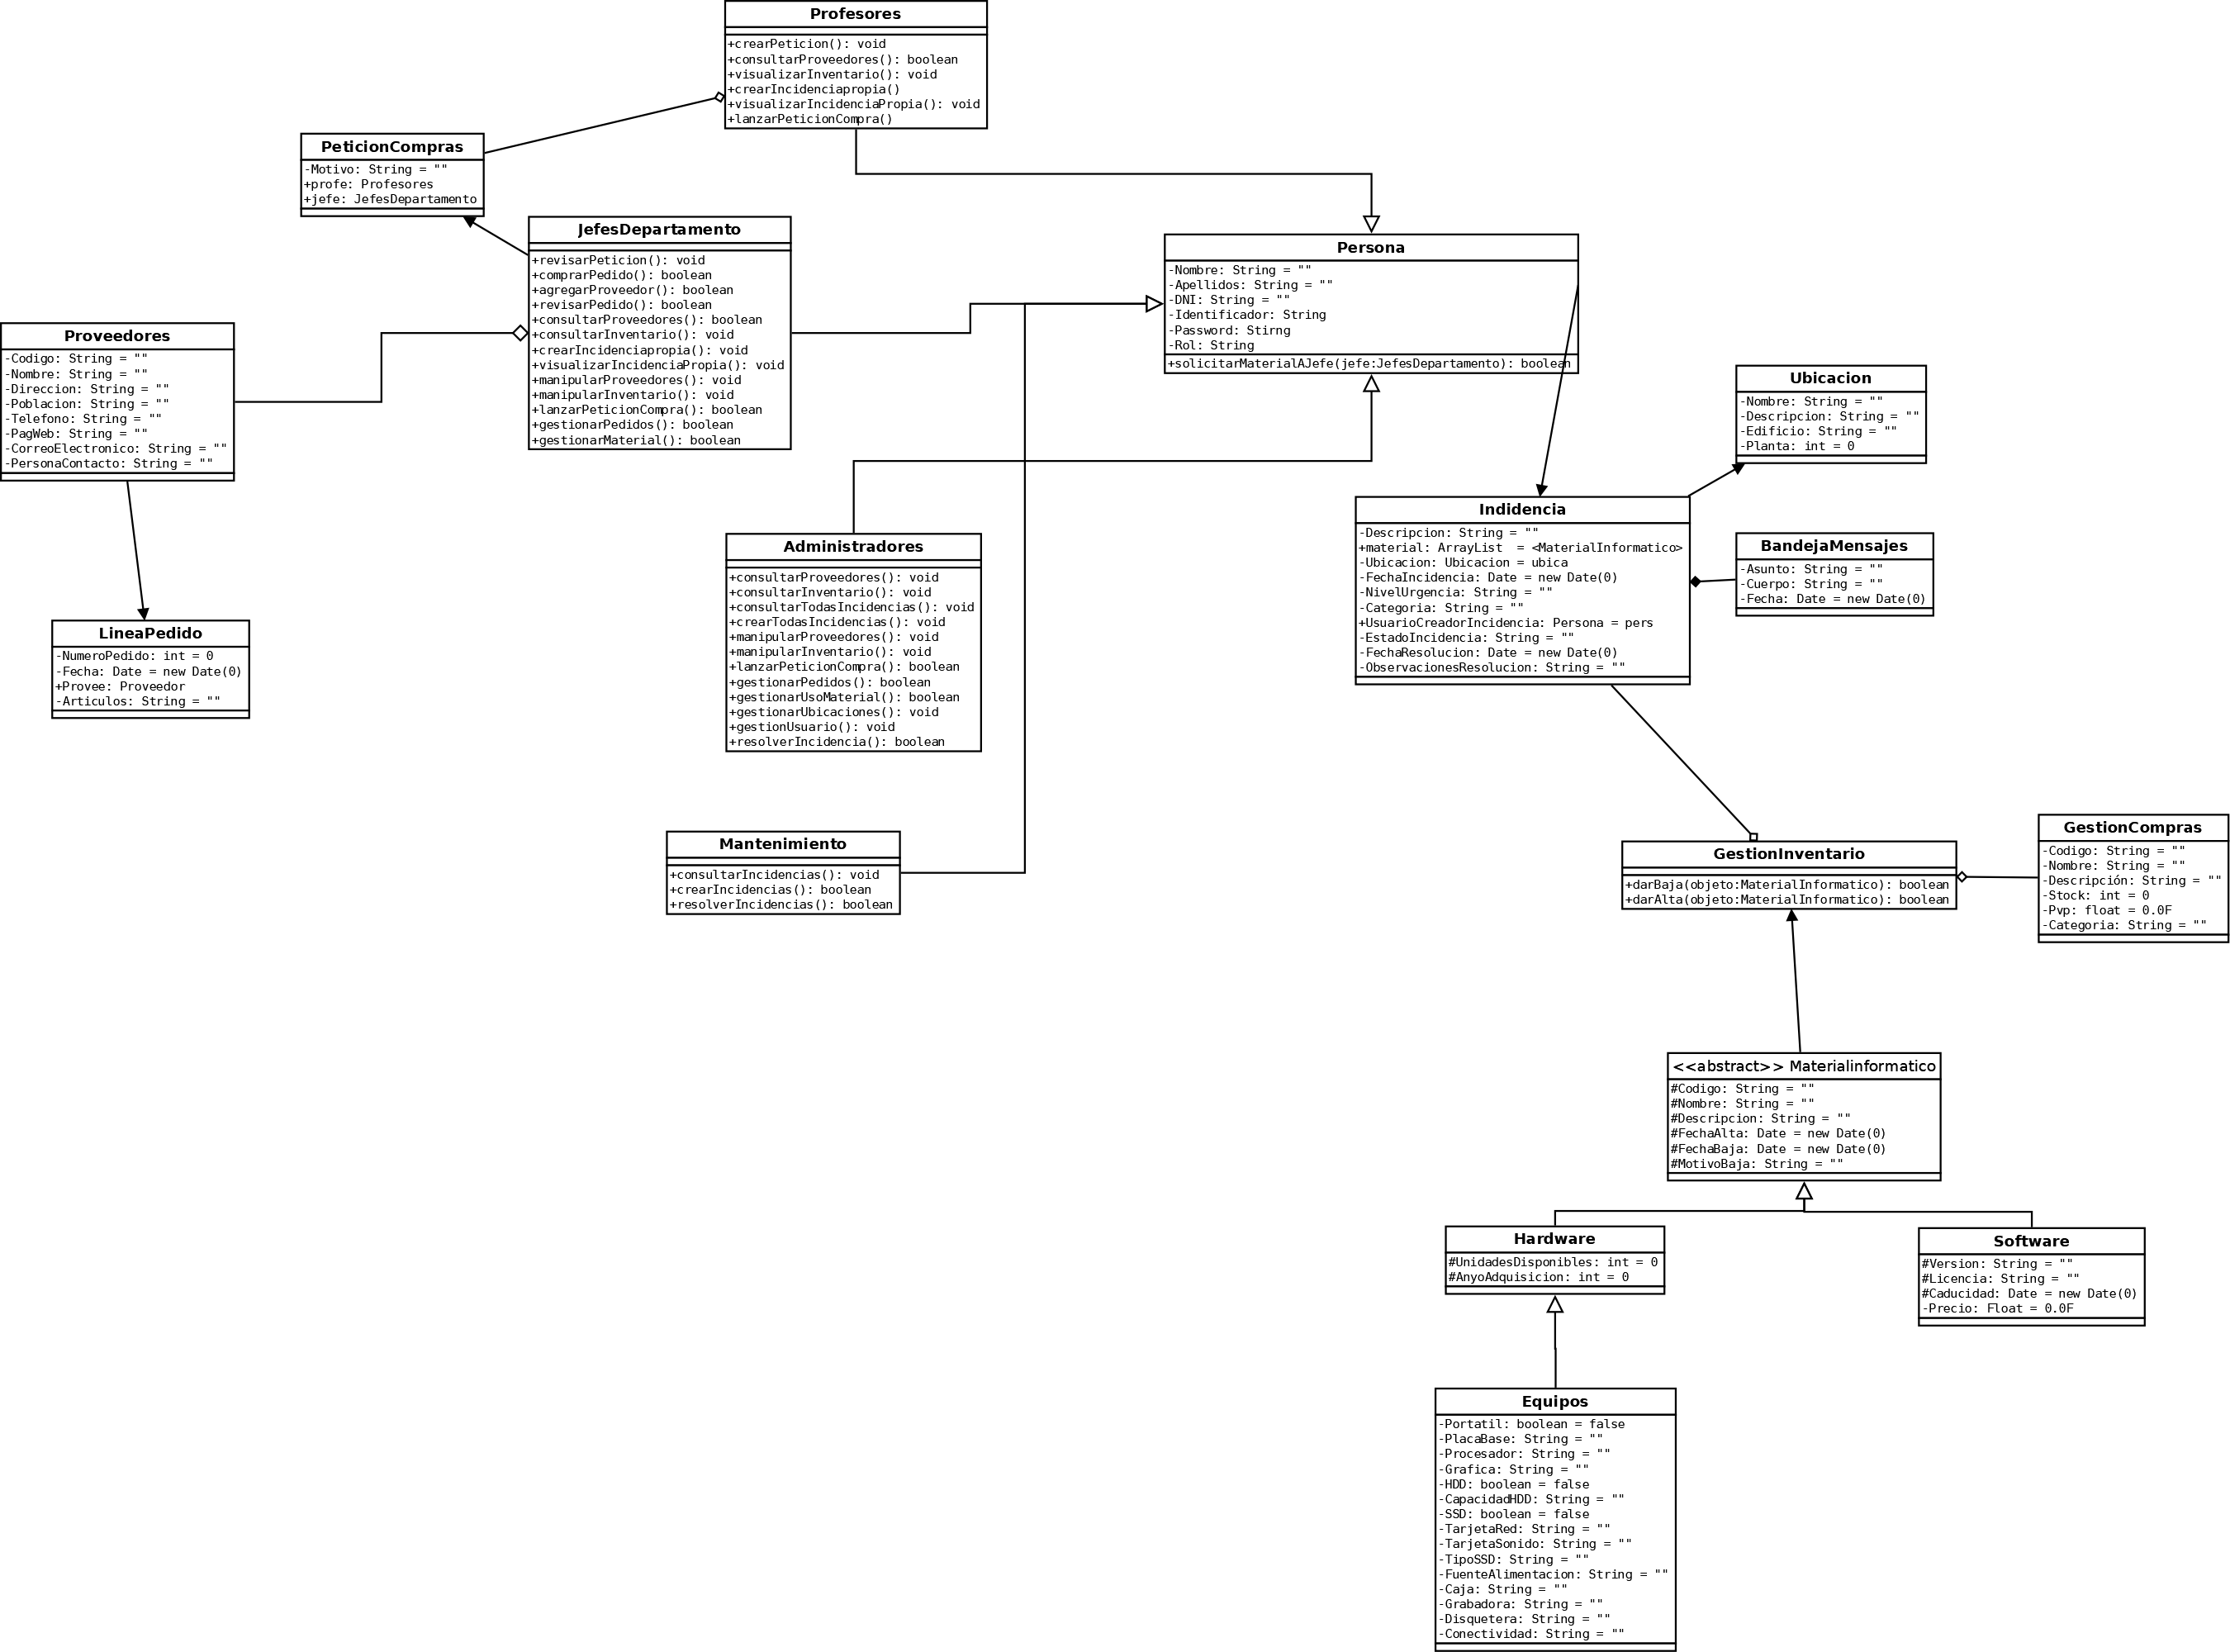 Profesores
+crearPeticion(): void
+consultarProveedores(): boolean
+visualizarInventario(): void
+crearIncidenciapropia()
+visualizarIncidenciaPropia(): void
+lanzarPeticionCompra()
PeticionCompras
-Motivo: String = ""
+profe: Profesores
+jefe: JefesDepartamento
JefesDepartamento
+revisarPeticion(): void
+comprarPedido(): boolean
+agregarProveedor(): boolean
+revisarPedido(): boolean
+consultarProveedores(): boolean
+consultarInventario(): void
+crearIncidenciapropia(): void
+visualizarIncidenciaPropia(): void
+manipularProveedores(): void
+manipularInventario(): void
+lanzarPeticionCompra(): boolean
+gestionarPedidos(): boolean
+gestionarMaterial(): boolean
Persona
-Nombre: String = ""
-Apellidos: String = ""
-DNI: String = ""
-Identificador: String
-Password: Stirng
-Rol: String
+solicitarMaterialAJefe(jefe:JefesDepartamento): boolean
Proveedores
-Codigo: String = ""
-Nombre: String = ""
-Direccion: String = ""
-Poblacion: String = ""
-Telefono: String = ""
-PagWeb: String = ""
-CorreoElectronico: String = ""
-PersonaContacto: String = ""
Ubicacion
-Nombre: String = ""
-Descripcion: String = ""
-Edificio: String = ""
-Planta: int = 0
Indidencia
-Descripcion: String = ""
+material: ArrayList  = <MaterialInformatico>
-Ubicacion: Ubicacion = ubica
-FechaIncidencia: Date = new Date(0)
-NivelUrgencia: String = ""
-Categoria: String = ""
+UsuarioCreadorIncidencia: Persona = pers
-EstadoIncidencia: String = ""
-FechaResolucion: Date = new Date(0)
-ObservacionesResolucion: String = ""
BandejaMensajes
-Asunto: String = ""
-Cuerpo: String = ""
-Fecha: Date = new Date(0)
Administradores
+consultarProveedores(): void
+consultarInventario(): void
+consultarTodasIncidencias(): void
+crearTodasIncidencias(): void
+manipularProveedores(): void
+manipularInventario(): void
+lanzarPeticionCompra(): boolean
+gestionarPedidos(): boolean
+gestionarUsoMaterial(): boolean
+gestionarUbicaciones(): void
+gestionUsuario(): void
+resolverIncidencia(): boolean
LineaPedido
-NumeroPedido: int = 0
-Fecha: Date = new Date(0)
+Provee: Proveedor
-Articulos: String = ""
Mantenimiento
+consultarIncidencias(): void
+crearIncidencias(): boolean
+resolverIncidencias(): boolean
GestionInventario
+darBaja(objeto:MaterialInformatico): boolean
+darAlta(objeto:MaterialInformatico): boolean
GestionCompras
-Codigo: String = ""
-Nombre: String = ""
-Descripción: String = ""
-Stock: int = 0
-Pvp: float = 0.0F
-Categoria: String = ""
<<abstract>> Materialinformatico
#Codigo: String = ""
#Nombre: String = ""
#Descripcion: String = ""
#FechaAlta: Date = new Date(0)
#FechaBaja: Date = new Date(0)
#MotivoBaja: String = ""
Hardware
#UnidadesDisponibles: int = 0
#AnyoAdquisicion: int = 0
Software
#Version: String = ""
#Licencia: String = ""
#Caducidad: Date = new Date(0)
-Precio: Float = 0.0F
Equipos
-Portatil: boolean = false
-PlacaBase: String = ""
-Procesador: String = ""
-Grafica: String = ""
-HDD: boolean = false
-CapacidadHDD: String = ""
-SSD: boolean = false
-TarjetaRed: String = ""
-TarjetaSonido: String = ""
-TipoSSD: String = ""
-FuenteAlimentacion: String = ""
-Caja: String = ""
-Grabadora: String = ""
-Disquetera: String = ""
-Conectividad: String = ""